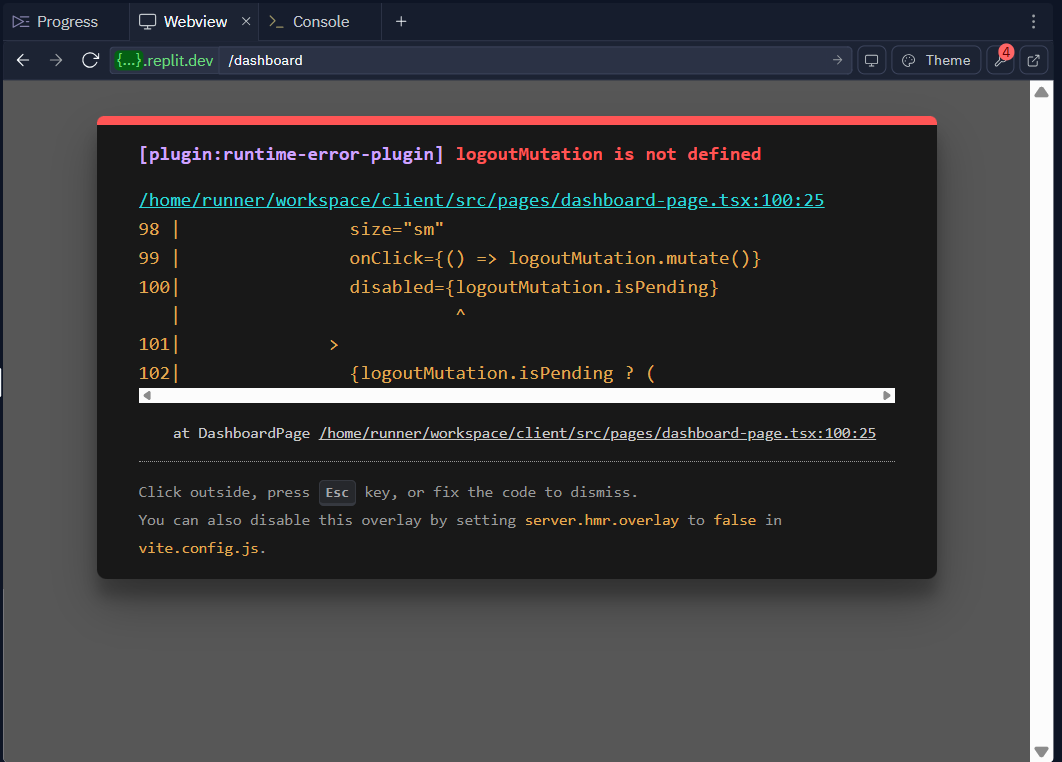 Progress Webview × Console +
{...}.replit.dev /dashboard Theme 4
[plugin:runtime-error-plugin] logoutMutation is not defined
/home/runner/workspace/client/src/pages/dashboard-page.tsx:100:25
98 | size="sm"
99 | onClick={() => logoutMutation.mutate()}
100| disabled={logoutMutation.isPending}
| ^
101| >
102| {logoutMutation.isPending ? (
at DashboardPage /home/runner/workspace/client/src/pages/dashboard-page.tsx:100:25
Click outside, press Esc key, or fix the code to dismiss.
You can also disable this overlay by setting server.hmr.overlay to false in
vite.config.js.